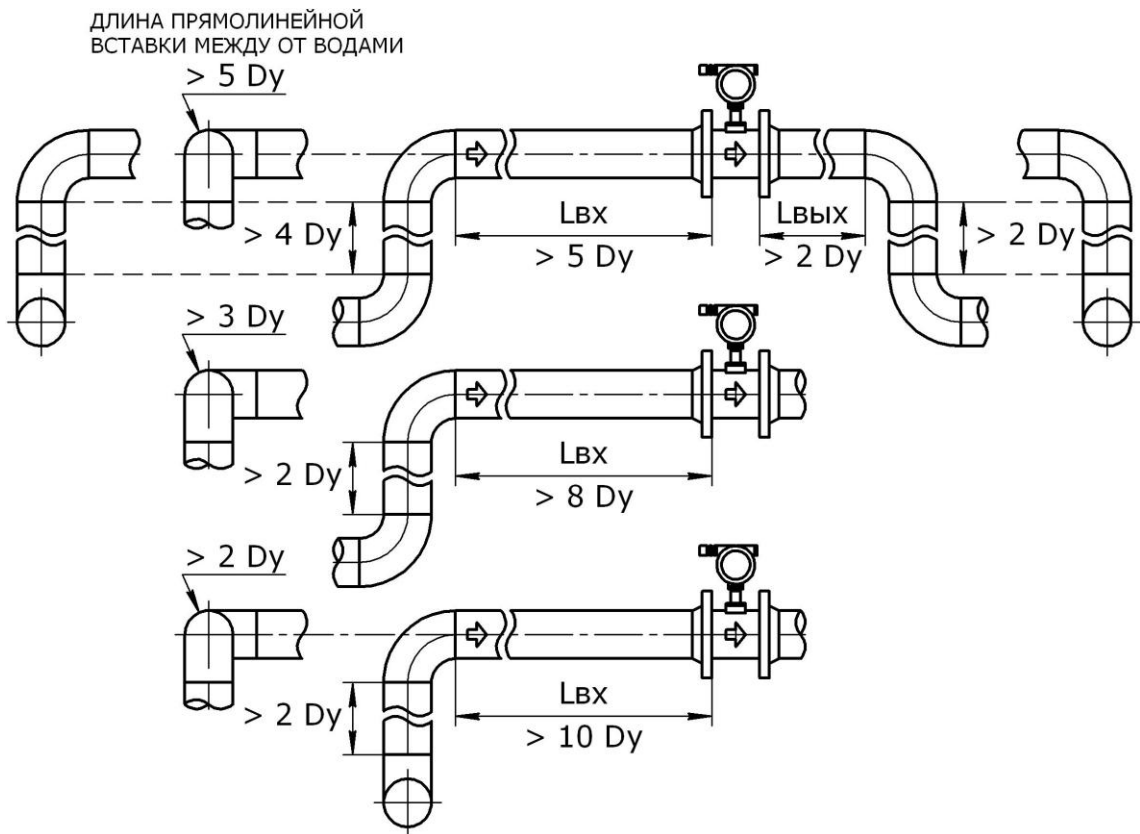 ДЛИНА ПРЯМОЛИНЕЙНОЙ
ВСТАВКИ МЕЖДУ ОТ ВОДАМИ
> 5 Dy
> 4 Dy
Lвх
> 5 Dy
Lвых
> 2 Dy
> 2 Dy
> 3 Dy
> 2 Dy
Lвх
> 8 Dy
> 2 Dy
> 2 Dy
Lвх
> 10 Dy